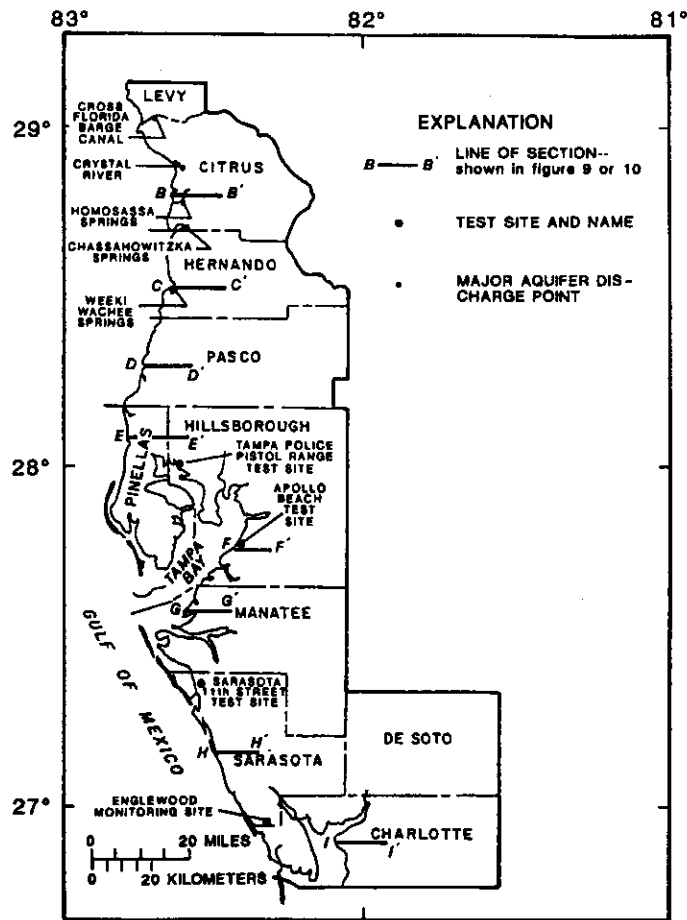 83°
82°
81°
29°
28°
27°
LEVY
CROSS
FLORIDA
BARGE
CANAL
CRYSTAL
RIVER
CITRUS
B
B'
HOMOSASSA
SPRINGS
CHASSAHOWITZKA
SPRINGS
HERNANDO
C
C'
WEEKI
WACHEE
SPRINGS
PASCO
D
D'
HILLSBOROUGH
E
E'
TAMPA POLICE
PISTOL RANGE
TEST SITE
PINELLAS
APOLLO
BEACH
TEST
SITE
F
F'
TAMPA
BAY
G
G'
MANATEE
GULF OF MEXICO
SARASOTA
11th STREET
TEST SITE
H
H'
SARASOTA
DE SOTO
ENGLEWOOD
MONITORING SITE
I
I'
CHARLOTTE
0 20 MILES
0 20 KILOMETERS
EXPLANATION
B B' LINE OF SECTION--
shown in figure 9 or 10
TEST SITE AND NAME
MAJOR AQUIFER DIS-
CHARGE POINT